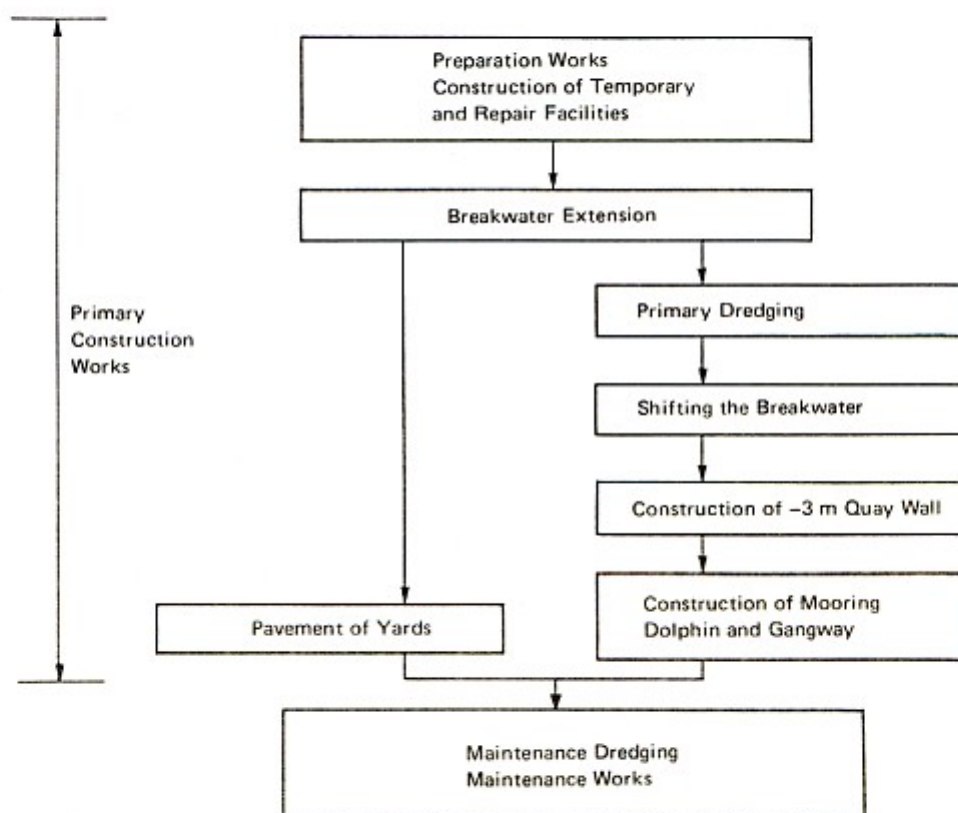 Preparation Works
Construction of Temporary
and Repair Facilities
Breakwater Extension
Primary
Construction
Works
Primary Dredging
Shifting the Breakwater
Construction of –3 m Quay Wall
Construction of Mooring
Dolphin and Gangway
Pavement of Yards
Maintenance Dredging
Maintenance Works